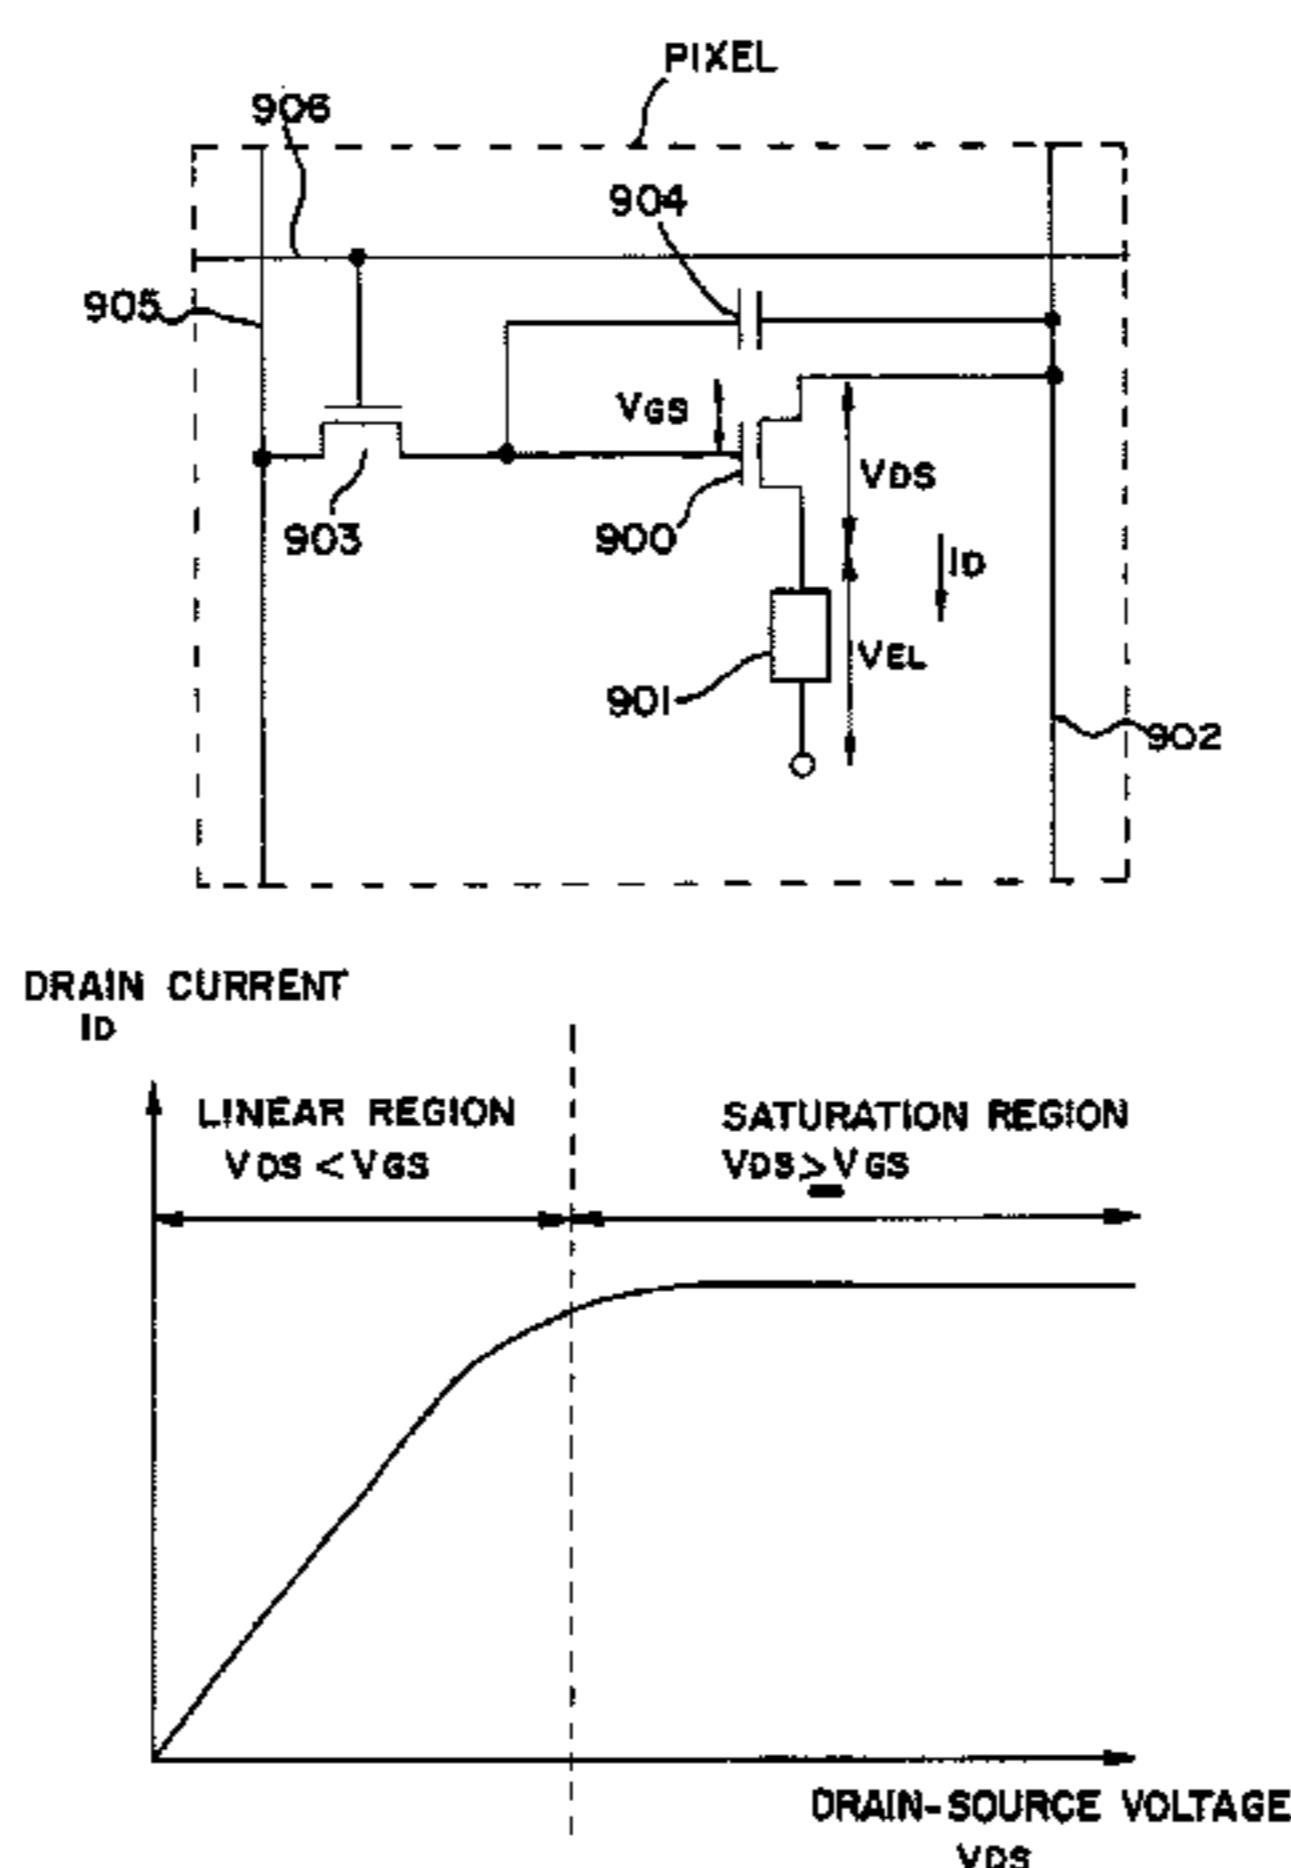 PIXEL
906
904
905
VGS
VDS
903
900
ID
VEL
901
902
DRAIN CURRENT
ID
LINEAR REGION
SATURATION REGION
VDS < VGS
VDS ≥ VGS
DRAIN-SOURCE VOLTAGE
VDS